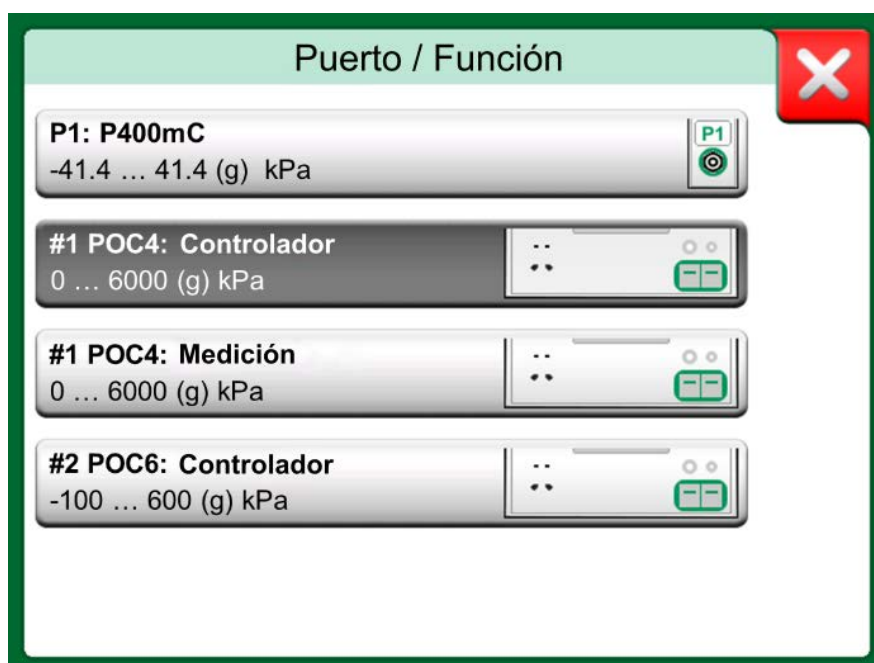 Puerto / Función
P1: P400mC
-41.4 … 41.4 (g) kPa
P1
#1 POC4: Controlador
0 … 6000 (g) kPa
#1 POC4: Medición
0 … 6000 (g) kPa
#2 POC6: Controlador
-100 … 600 (g) kPa